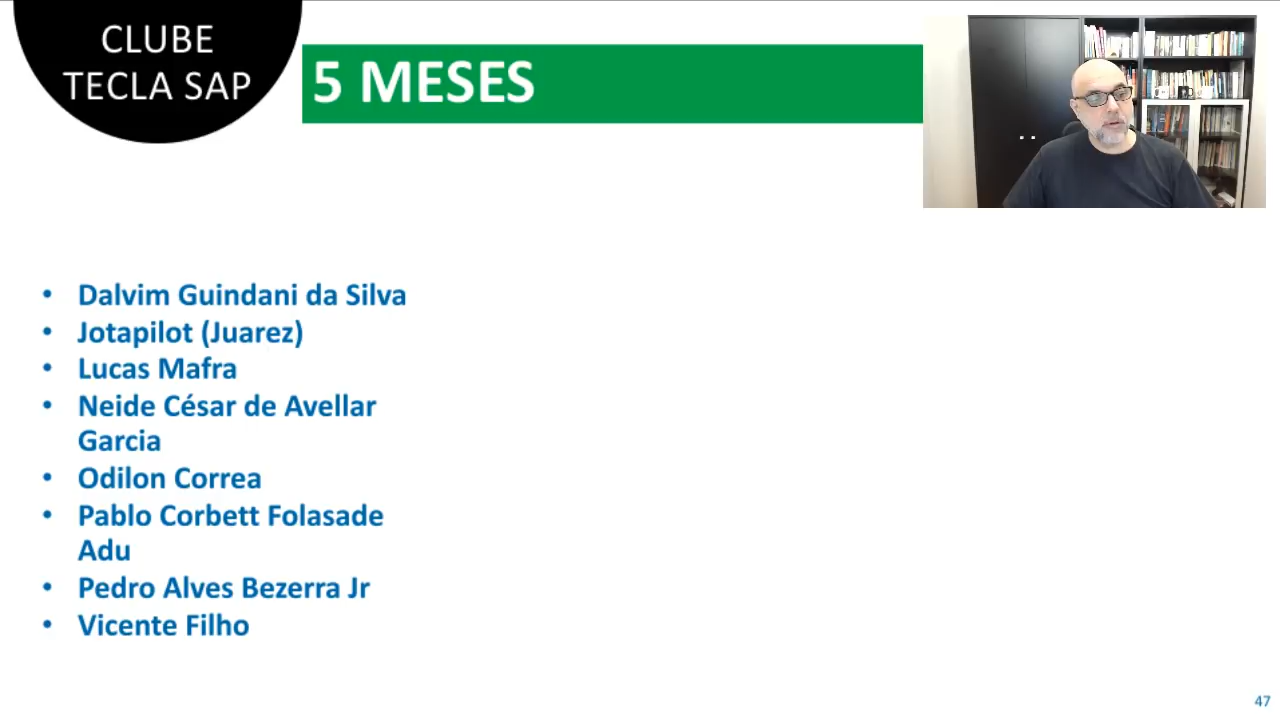 CLUBE
TECLA SAP
5 MESES
• Dalvim Guindani da Silva
• Jotapilot (Juarez)
• Lucas Mafra
• Neide César de Avellar
Garcia
• Odilon Correa
• Pablo Corbett Folasade
Adu
• Pedro Alves Bezerra Jr
• Vicente Filho
47